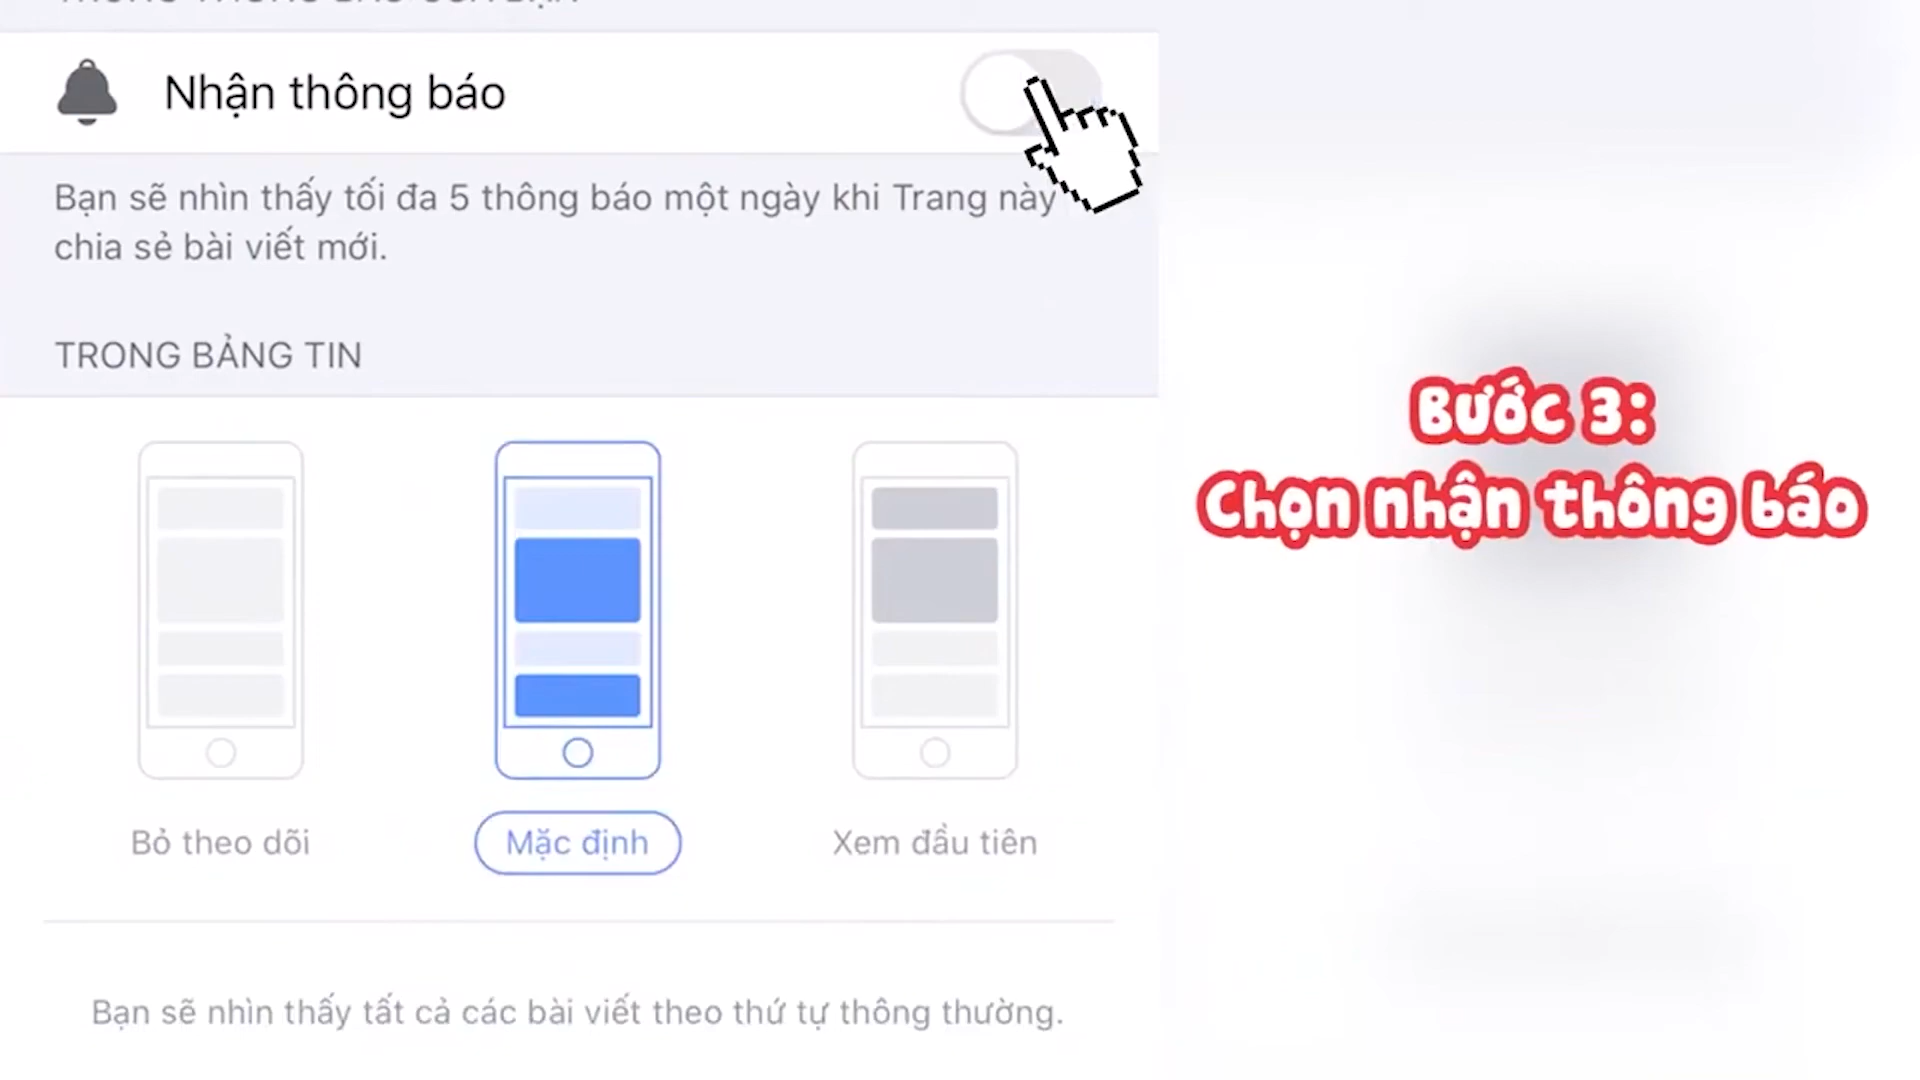 Nhận thông báo
Bạn sẽ nhìn thấy tối đa 5 thông báo một ngày khi Trang này
chia sẻ bài viết mới.
TRONG BẢNG TIN
Bỏ theo dõi
Mặc định
Xem đầu tiên
Bạn sẽ nhìn thấy tất cả các bài viết theo thứ tự thông thường.
Bước 3:
Chọn nhận thông báo